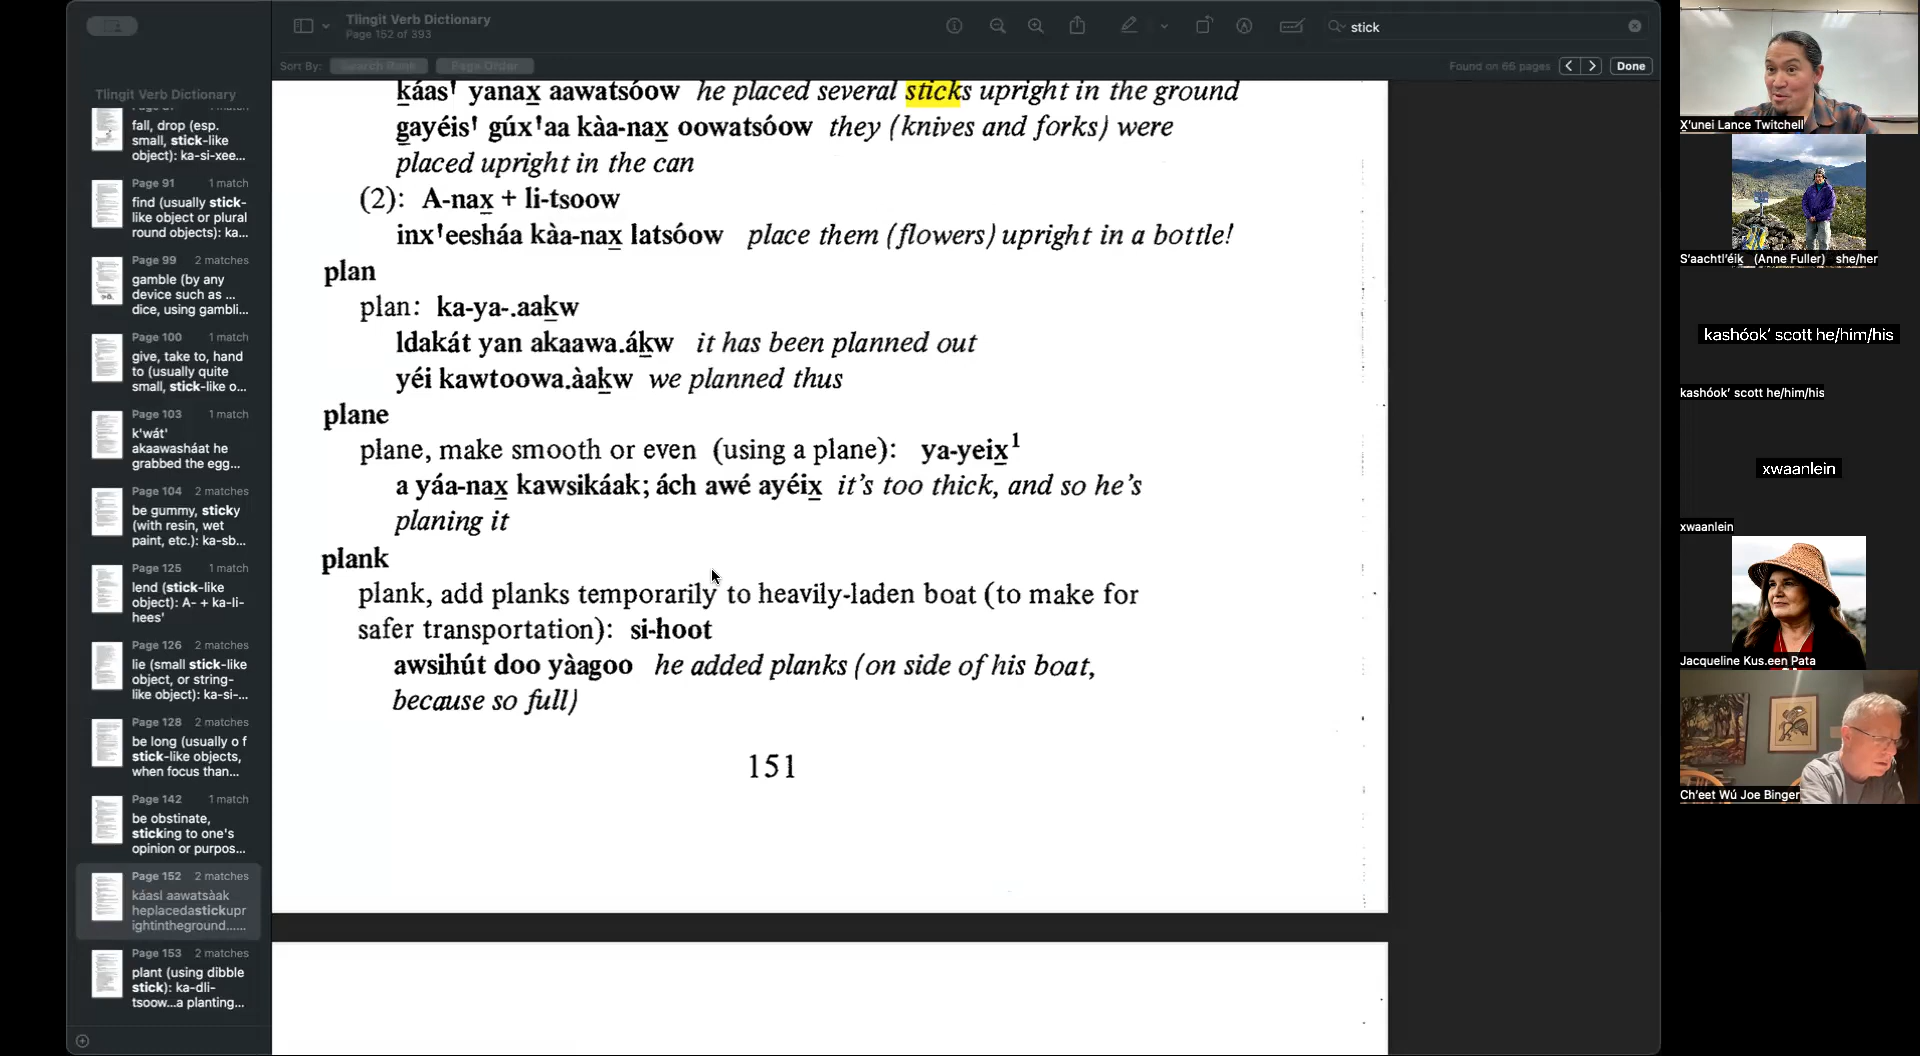 Tlingit Verb Dictionary
Page 152 of 393
stick
Sort By:
Search Rank
Page Order
Found on 66 pages
Done
Tlingit Verb Dictionary
fall, drop (esp.
small, stick-like
object): ka-si-xee...
Page 91 1 match
find (usually stick-
like object or plural
round objects): ka...
Page 99 2 matches
gamble (by any
device such as ...
dice, using gambli...
Page 100 1 match
give, take to, hand
to (usually quite
small, stick-like o...
Page 103 1 match
k'wát'
akaawasháat he
grabbed the egg...
Page 104 2 matches
be gummy, sticky
(with resin, wet
paint, etc.): ka-sb...
Page 125 1 match
lend (stick-like
object): A- + ka-li-
hees'
Page 126 2 matches
lie (small stick-like
object, or string-
like object): ka-si-...
Page 128 2 matches
be long (usually o f
stick-like objects,
when focus than...
Page 142 1 match
be obstinate,
sticking to one's
opinion or purpos...
Page 152 2 matches
káasl aawatsàak
heplacedastickupr
ightintheground......
Page 153 2 matches
plant (using dibble
stick): ka-dli-
tsoow...a planting...
ḵáas' yanax̱ aawatsóow he placed several sticks upright in the ground
g̱ayéis' gúx'aa kàa-nax̱ oowatsóow they (knives and forks) were
placed upright in the can
(2): A-nax̱ + li-tsoow
inx'eesháa kàa-nax̱ latsóow place them (flowers) upright in a bottle!
plan
plan: ka-ya-.aaḵw
ldakát yan akaawa.áḵw it has been planned out
yéi kawtoowa.àaḵw we planned thus
plane
plane, make smooth or even (using a plane): ya-yeix̱¹
a yáa-nax̱ kawsikáak; ách awé ayéix̱ it's too thick, and so he's
planing it
plank
plank, add planks temporarily to heavily-laden boat (to make for
safer transportation): si-hoot
awsihút doo yàagoo he added planks (on side of his boat,
because so full)
151
X̱'unei Lance Twitchell
S'aachtl'éiḵ (Anne Fuller) she/her
kashóok' scott he/him/his
kashóok' scott he/him/his
xwaanlein
xwaanlein
Jacqueline Kus.een Pata
Ch'eet Wú Joe Binger